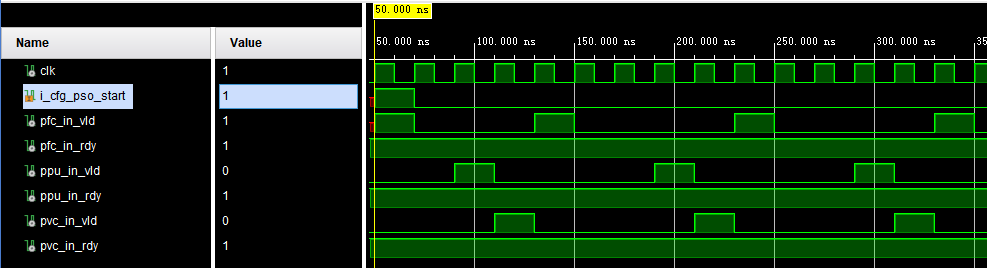 50.000 ns
Name Value
50.000 ns 100.000 ns 150.000 ns 200.000 ns 250.000 ns 300.000 ns 35
clk 1
i_cfg_pso_start 1
pfc_in_vld 1
pfc_in_rdy 1
ppu_in_vld 0
ppu_in_rdy 1
pvc_in_vld 0
pvc_in_rdy 1